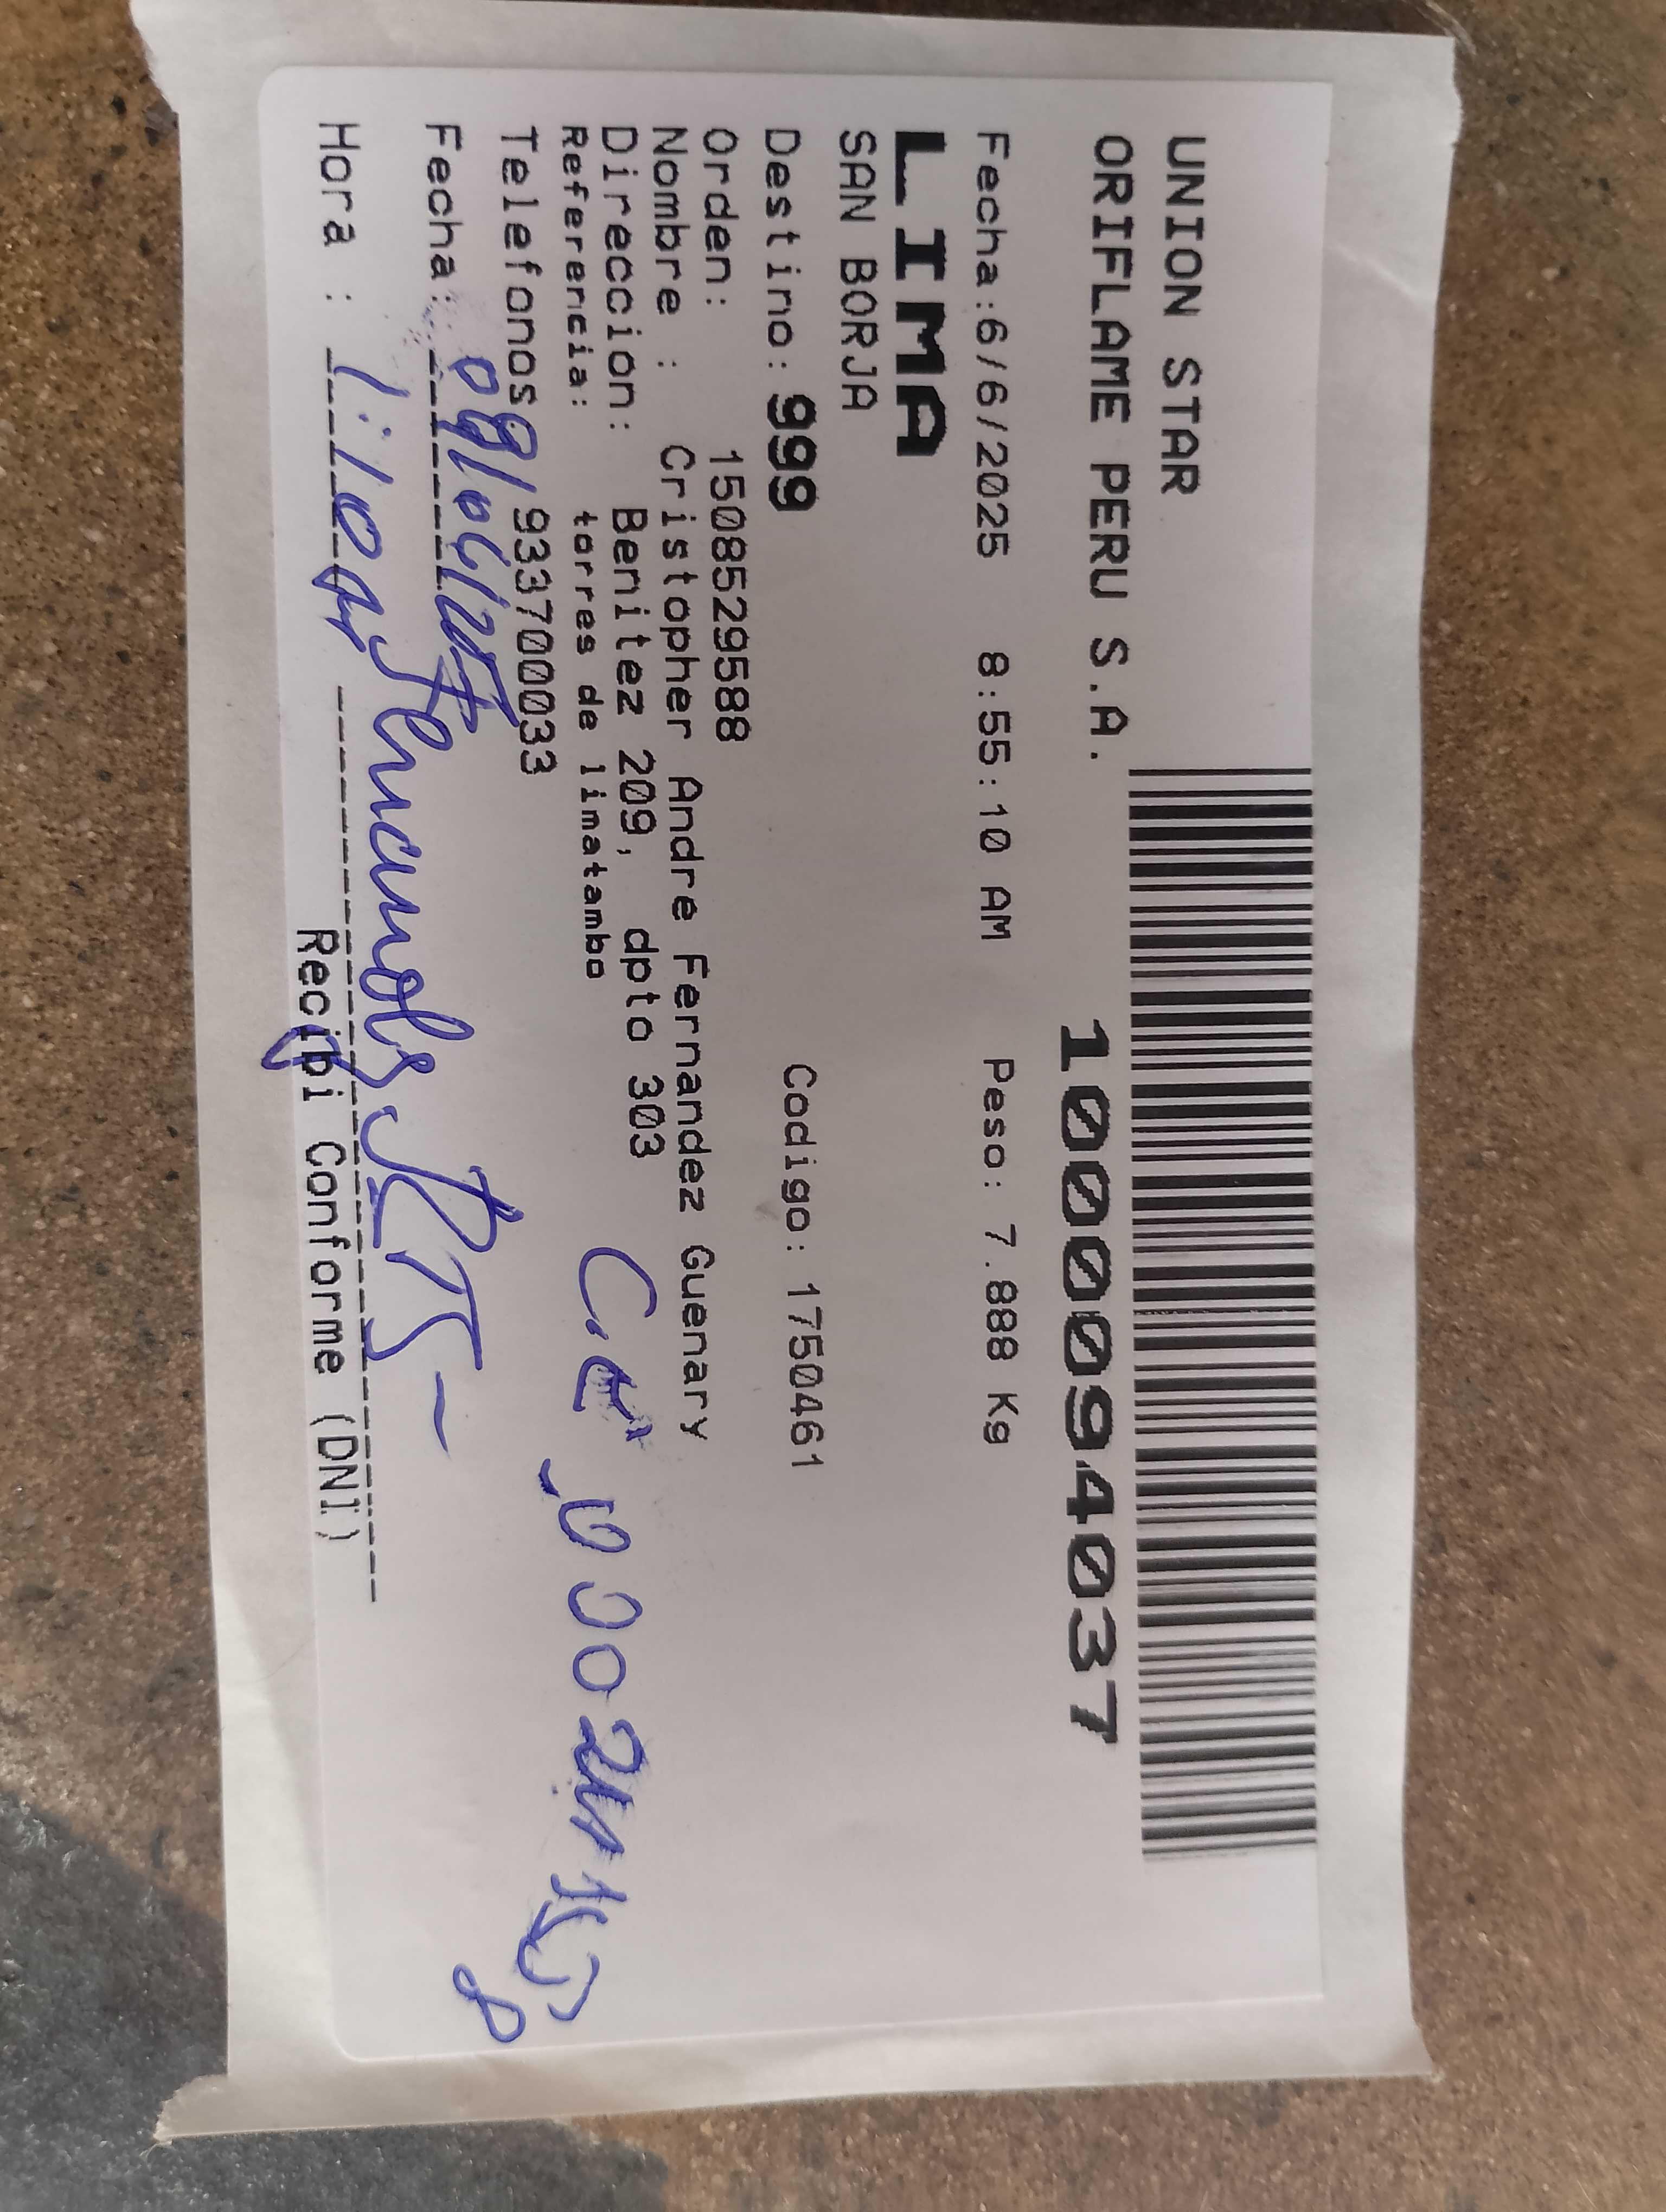 UNION STAR
ORIFLAME PERU S.A.
1000094037
Fecha:6/6/2025 8:55:10 AM Peso: 7.888 Kg
LIMA
SAN BORJA
Destino: 999 Codigo: 1750461
Orden: 1508529588
Nombre : Cristopher Andre Fernandez Guenary
Direccion: Benitez 209, dpto 303
Referencia: torres de limatambo
Telefonos 933700033
Fecha:
Hora :
Recibi Conforme (DNI)